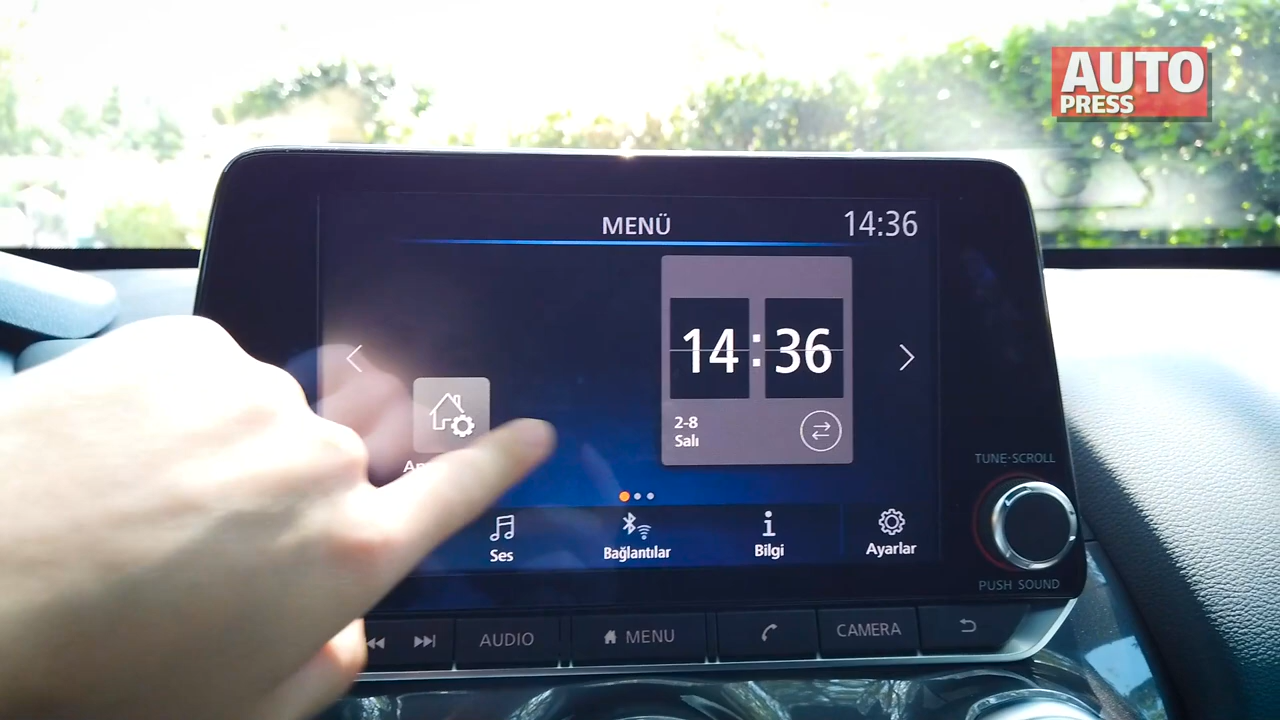 AUTO
PRESS
MENÜ
14:36
14:36
2-8
Salı
TUNE·SCROLL
Ses
Bağlantılar
Bilgi
Ayarlar
PUSH SOUND
AUDIO
MENU
CAMERA